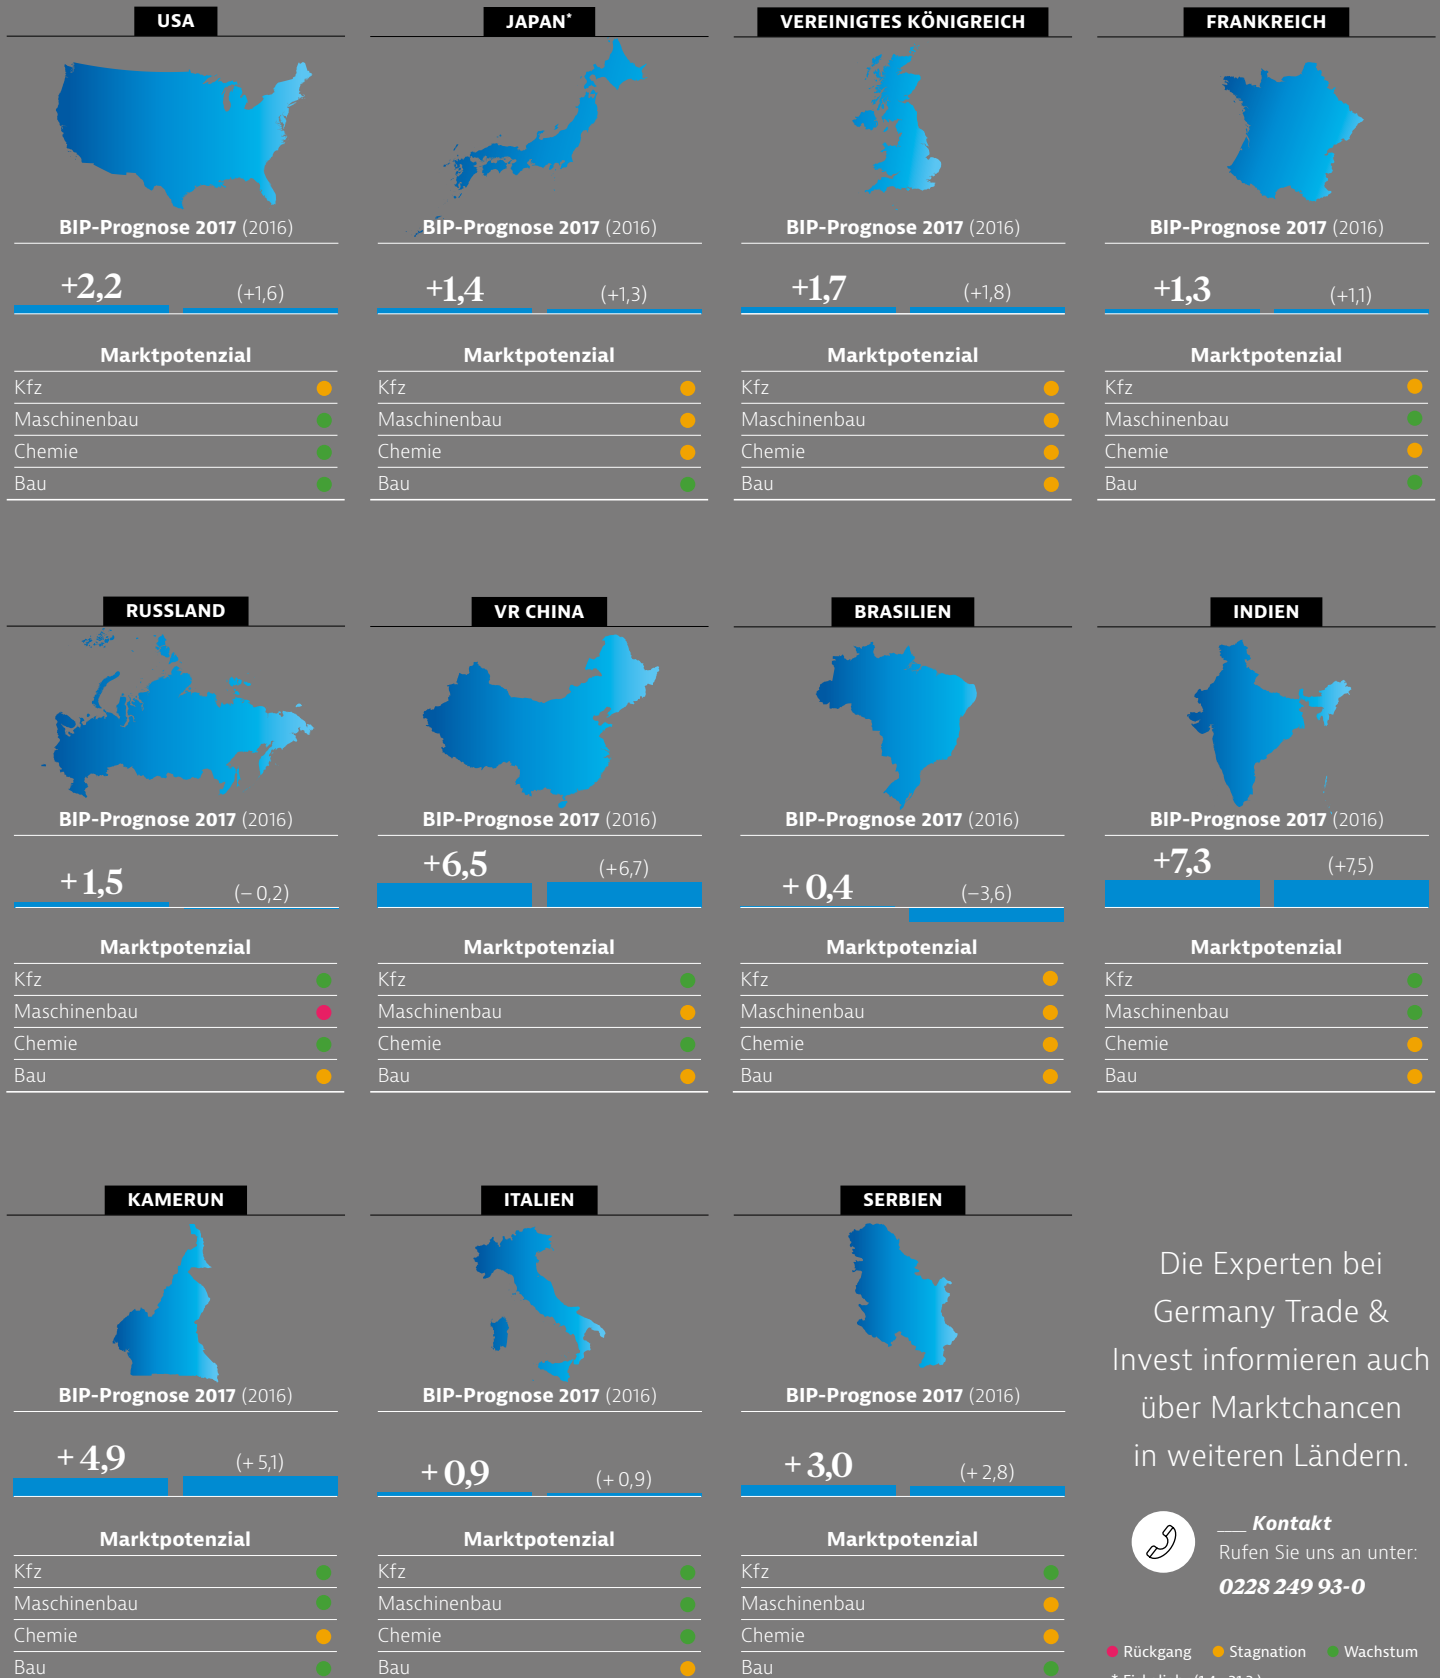 USA
BIP-Prognose 2017 (2016)
+2,2 (+1,6)
Marktpotenzial
Kfz
Maschinenbau
Chemie
Bau
JAPAN*
BIP-Prognose 2017 (2016)
+1,4 (+1,3)
Marktpotenzial
Kfz
Maschinenbau
Chemie
Bau
VEREINIGTES KÖNIGREICH
BIP-Prognose 2017 (2016)
+1,7 (+1,8)
Marktpotenzial
Kfz
Maschinenbau
Chemie
Bau
FRANKREICH
BIP-Prognose 2017 (2016)
+1,3 (+1,1)
Marktpotenzial
Kfz
Maschinenbau
Chemie
Bau
RUSSLAND
BIP-Prognose 2017 (2016)
+ 1,5 (– 0,2)
Marktpotenzial
Kfz
Maschinenbau
Chemie
Bau
VR CHINA
BIP-Prognose 2017 (2016)
+6,5 (+6,7)
Marktpotenzial
Kfz
Maschinenbau
Chemie
Bau
BRASILIEN
BIP-Prognose 2017 (2016)
+ 0,4 (–3,6)
Marktpotenzial
Kfz
Maschinenbau
Chemie
Bau
INDIEN
BIP-Prognose 2017 (2016)
+7,3 (+7,5)
Marktpotenzial
Kfz
Maschinenbau
Chemie
Bau
KAMERUN
BIP-Prognose 2017 (2016)
+ 4,9 (+ 5,1)
Marktpotenzial
Kfz
Maschinenbau
Chemie
Bau
ITALIEN
BIP-Prognose 2017 (2016)
+ 0,9 (+ 0,9)
Marktpotenzial
Kfz
Maschinenbau
Chemie
Bau
SERBIEN
BIP-Prognose 2017 (2016)
+ 3,0 (+ 2,8)
Marktpotenzial
Kfz
Maschinenbau
Chemie
Bau
Die Experten bei
Germany Trade &
Invest informieren auch
über Marktchancen
in weiteren Ländern.
___ Kontakt
Rufen Sie uns an unter:
0228 249 93-0
Rückgang Stagnation Wachstum